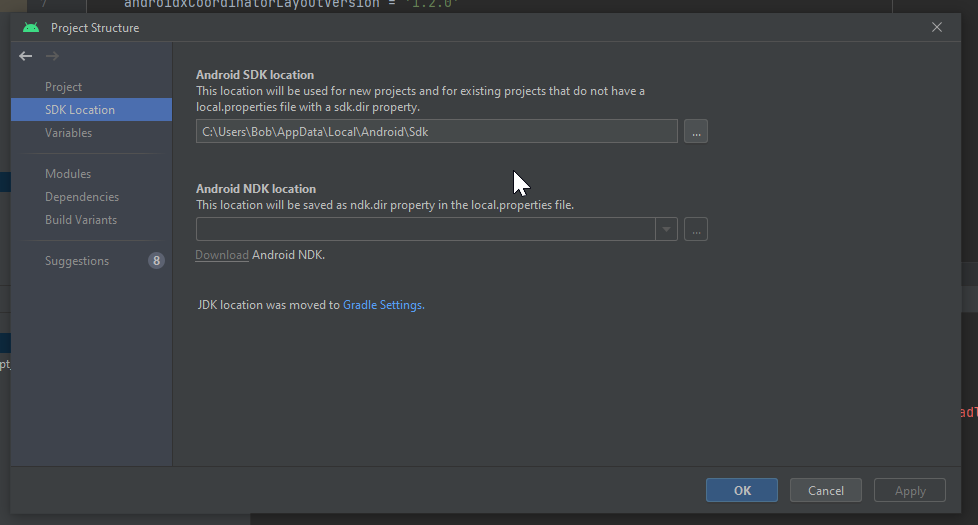 7 androidxCoordinatorLayoutVersion = '1.2.0'
Project Structure
Project
SDK Location
Variables
Modules
Dependencies
Build Variants
Suggestions 8
Android SDK location
This location will be used for new projects and for existing projects that do not have a
local.properties file with a sdk.dir property.
C:\Users\Bob\AppData\Local\Android\Sdk
...
Android NDK location
This location will be saved as ndk.dir property in the local.properties file.
...
Download Android NDK.
JDK location was moved to Gradle Settings.
OK
Cancel
Apply